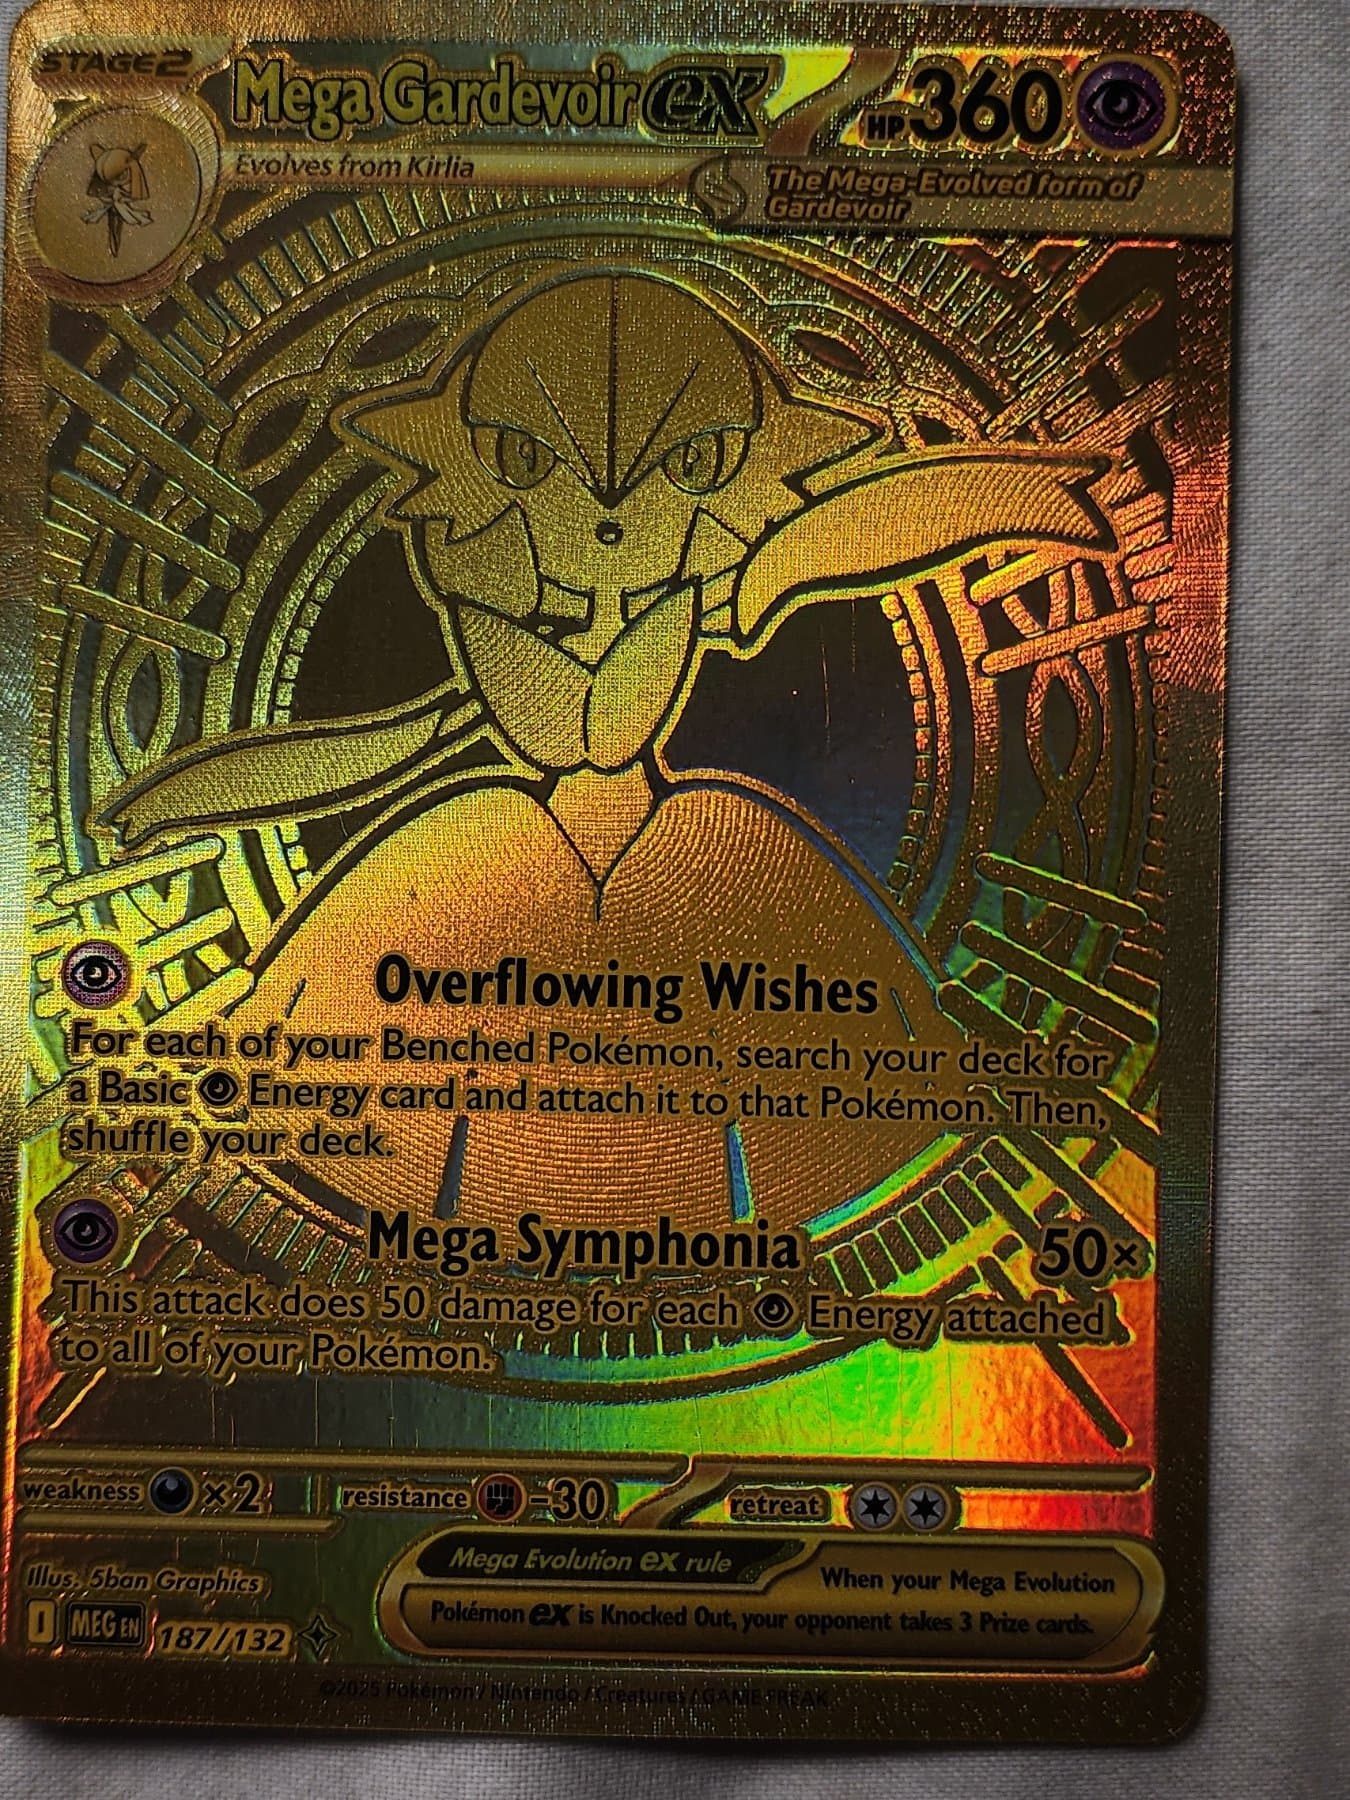 STAGE2
Mega Gardevoir ex
HP 360
Evolves from Kirlia
The Mega-Evolved form of
Gardevoir
Overflowing Wishes
For each of your Benched Pokémon, search your deck for
a Basic Energy card and attach it to that Pokémon. Then,
shuffle your deck.
Mega Symphonia 50×
This attack does 50 damage for each Energy attached
to all of your Pokémon.
weakness ×2 resistance -30 retreat
Illus. 5ban Graphics
Mega Evolution ex rule
When your Mega Evolution
Pokémon ex is Knocked Out, your opponent takes 3 Prize cards.
I MEG EN 187/132
©2025 Pokémon / Nintendo / Creatures / GAME FREAK